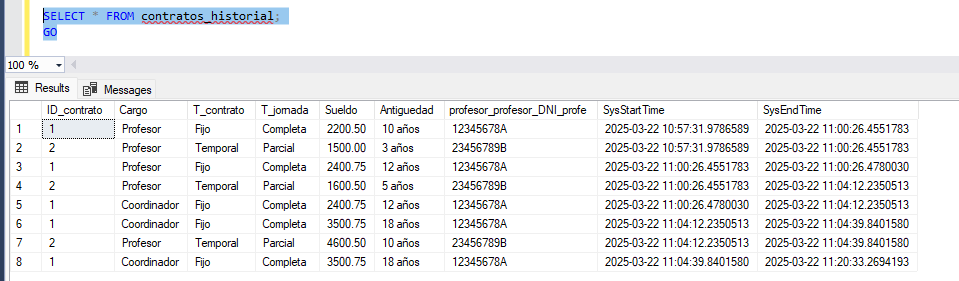 SELECT * FROM contratos_historial;
GO
100 %
Results Messages
ID_contrato Cargo T_contrato T_jornada Sueldo Antiguedad profesor_profesor_DNI_profe SysStartTime SysEndTime
1 1 Profesor Fijo Completa 2200.50 10 años 12345678A 2025-03-22 10:57:31.9786589 2025-03-22 11:00:26.4551783
2 2 Profesor Temporal Parcial 1500.00 3 años 23456789B 2025-03-22 10:57:31.9786589 2025-03-22 11:00:26.4551783
3 1 Profesor Fijo Completa 2400.75 12 años 12345678A 2025-03-22 11:00:26.4551783 2025-03-22 11:00:26.4780030
4 2 Profesor Temporal Parcial 1600.50 5 años 23456789B 2025-03-22 11:00:26.4551783 2025-03-22 11:04:12.2350513
5 1 Coordinador Fijo Completa 2400.75 12 años 12345678A 2025-03-22 11:00:26.4780030 2025-03-22 11:04:12.2350513
6 1 Coordinador Fijo Completa 3500.75 18 años 12345678A 2025-03-22 11:04:12.2350513 2025-03-22 11:04:39.8401580
7 2 Profesor Temporal Parcial 4600.50 10 años 23456789B 2025-03-22 11:04:12.2350513 2025-03-22 11:04:39.8401580
8 1 Coordinador Fijo Completa 3500.75 18 años 12345678A 2025-03-22 11:04:39.8401580 2025-03-22 11:20:33.2694193